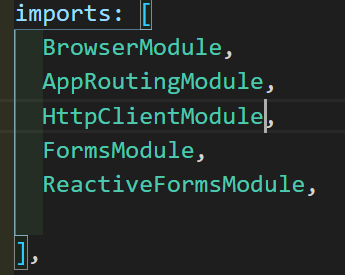 imports: [
BrowserModule,
AppRoutingModule,
HttpClientModule,
FormsModule,
ReactiveFormsModule,
],